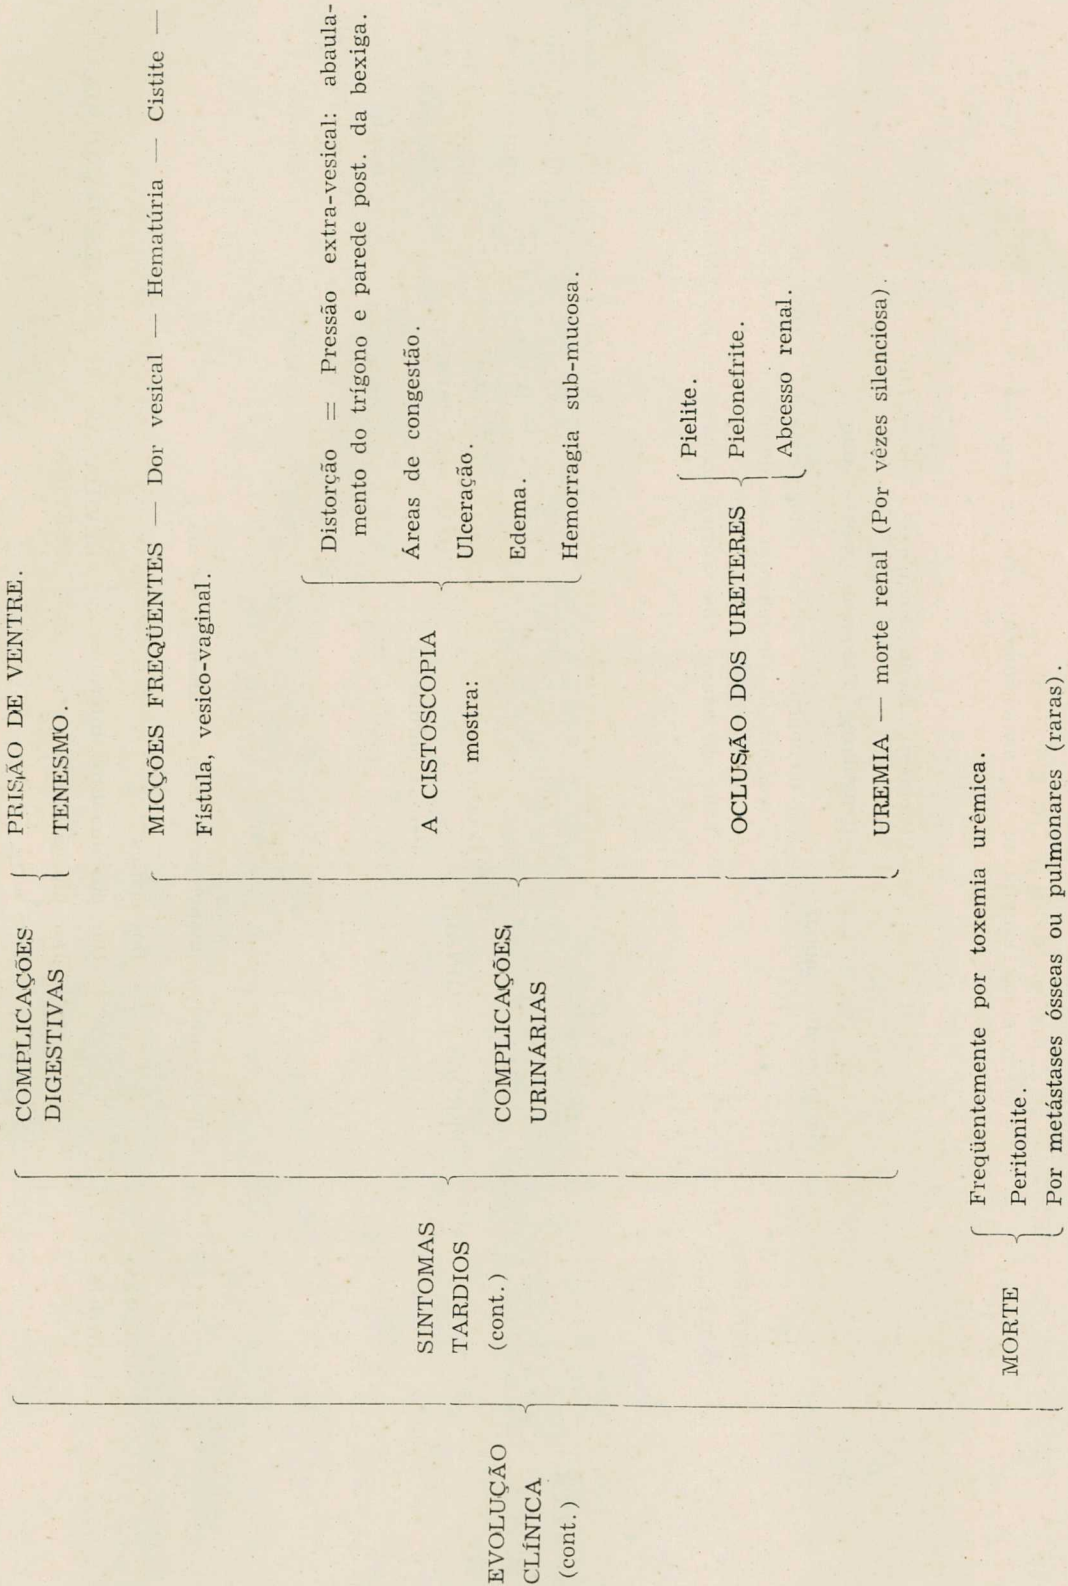 EVOLUÇÃO
CLÍNICA
(cont.)
SINTOMAS
TARDIOS
(cont.)
COMPLICAÇÕES
DIGESTIVAS
PRISÃO DE VENTRE.
TENESMO.
COMPLICAÇÕES
URINÁRIAS
MICÇÕES FREQÜENTES — Dor vesical — Hematúria — Cistite —
Fístula, vesico-vaginal.
A CISTOSCOPIA
mostra:
Distorção = Pressão extra-vesical: abaula-
mento do trígono e parede post. da bexiga.
Áreas de congestão.
Ulceração.
Edema.
Hemorragia sub-mucosa.
OCLUSÃO DOS URETERES
Pielite.
Pielonefrite.
Abcesso renal.
UREMIA — morte renal (Por vêzes silenciosa).
MORTE
Freqüentemente por toxemia urêmica.
Peritonite.
Por metástases ósseas ou pulmonares (raras).